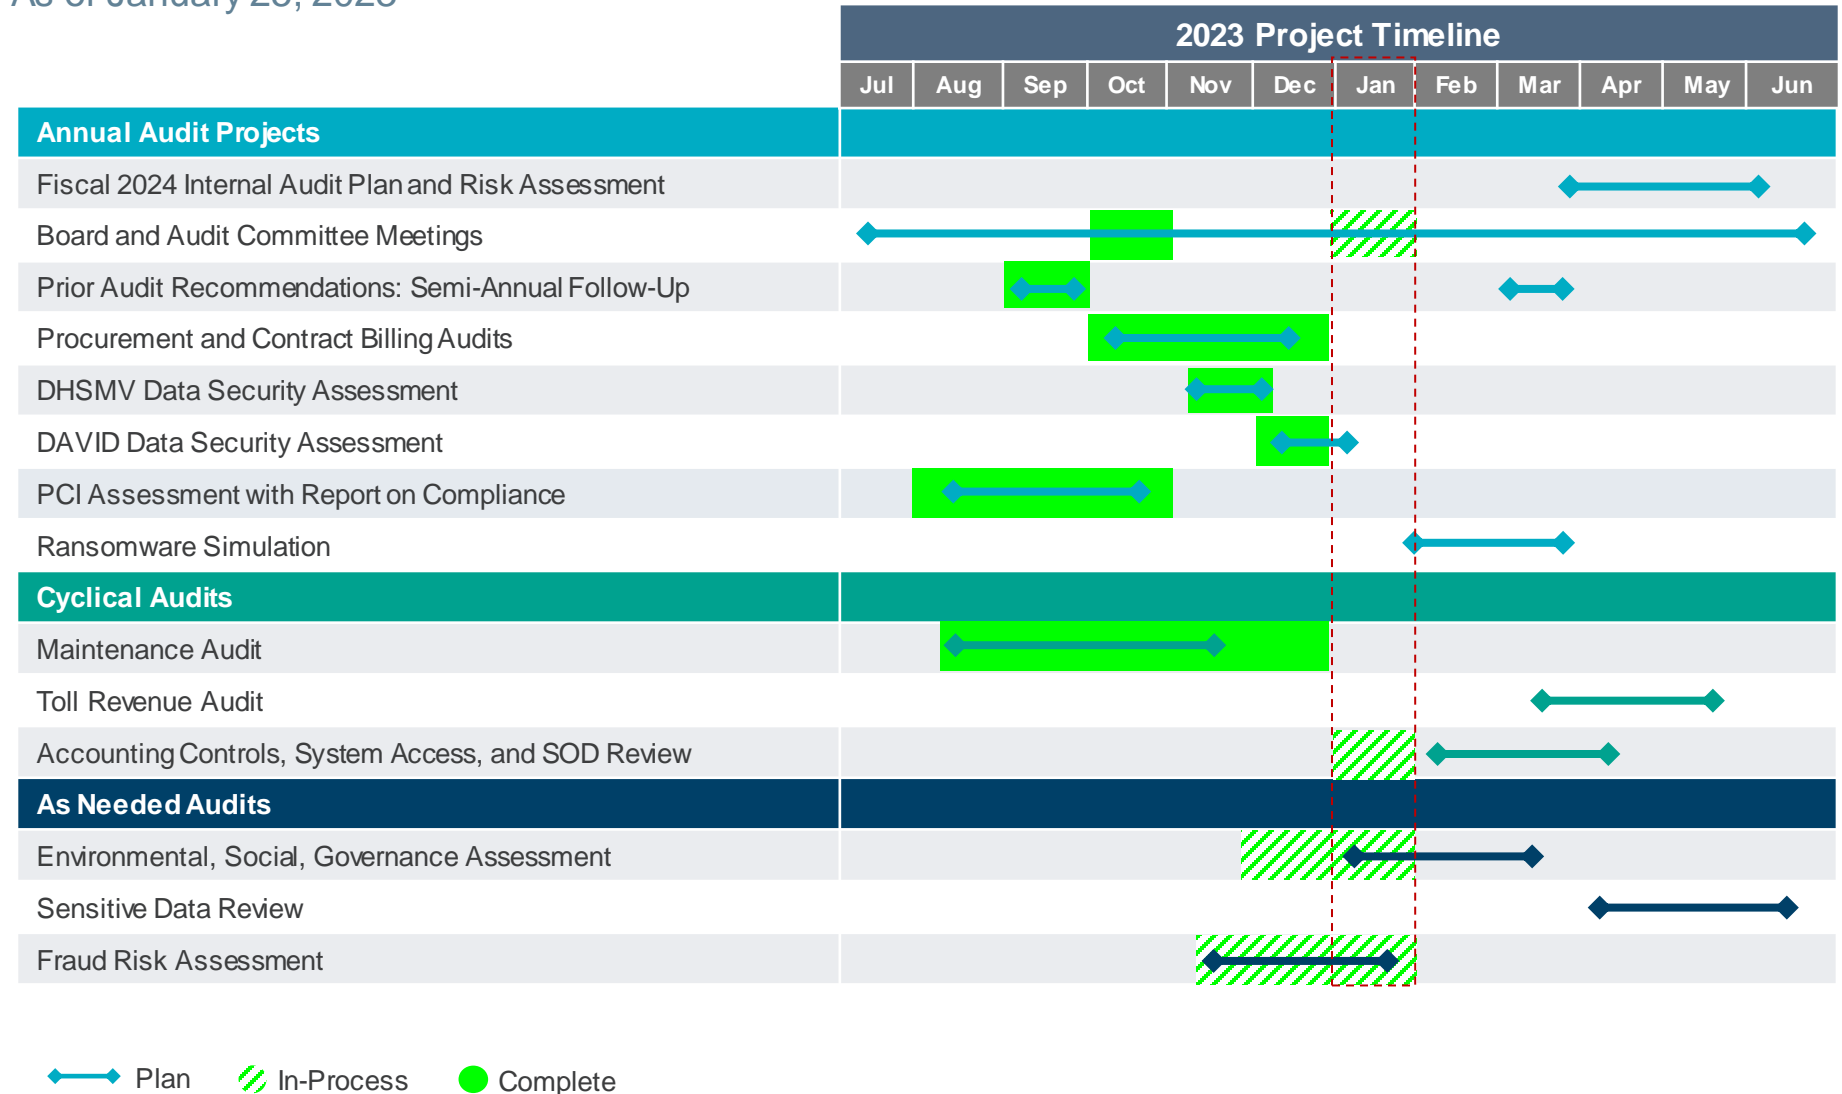 As of January 2023
2023 Project Timeline
Jul Aug Sep Oct Nov Dec Jan Feb Mar Apr May Jun
Annual Audit Projects
Fiscal 2024 Internal Audit Plan and Risk Assessment
Board and Audit Committee Meetings
Prior Audit Recommendations: Semi-Annual Follow-Up
Procurement and Contract Billing Audits
DHSMV Data Security Assessment
DAVID Data Security Assessment
PCI Assessment with Report on Compliance
Ransomware Simulation
Cyclical Audits
Maintenance Audit
Toll Revenue Audit
Accounting Controls, System Access, and SOD Review
As Needed Audits
Environmental, Social, Governance Assessment
Sensitive Data Review
Fraud Risk Assessment
Plan In-Process Complete